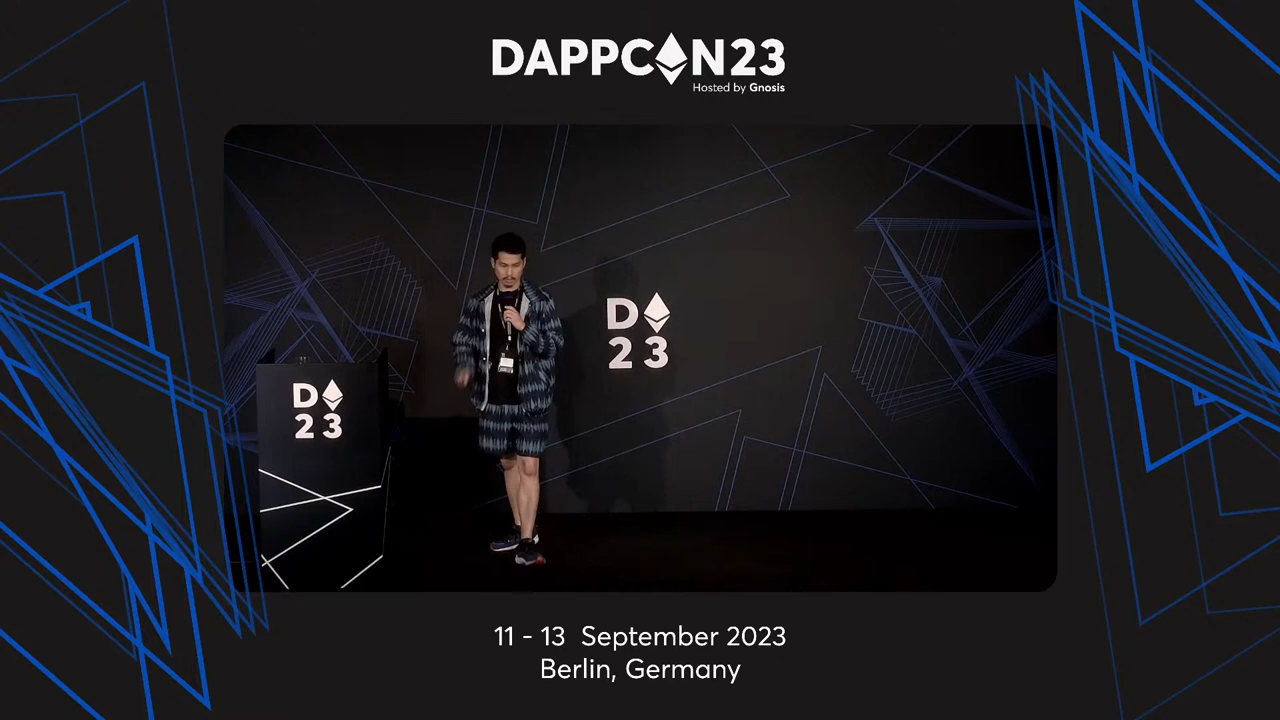 DAPPCON23
Hosted by Gnosis
D
23
D
23
11 - 13 September 2023
Berlin, Germany